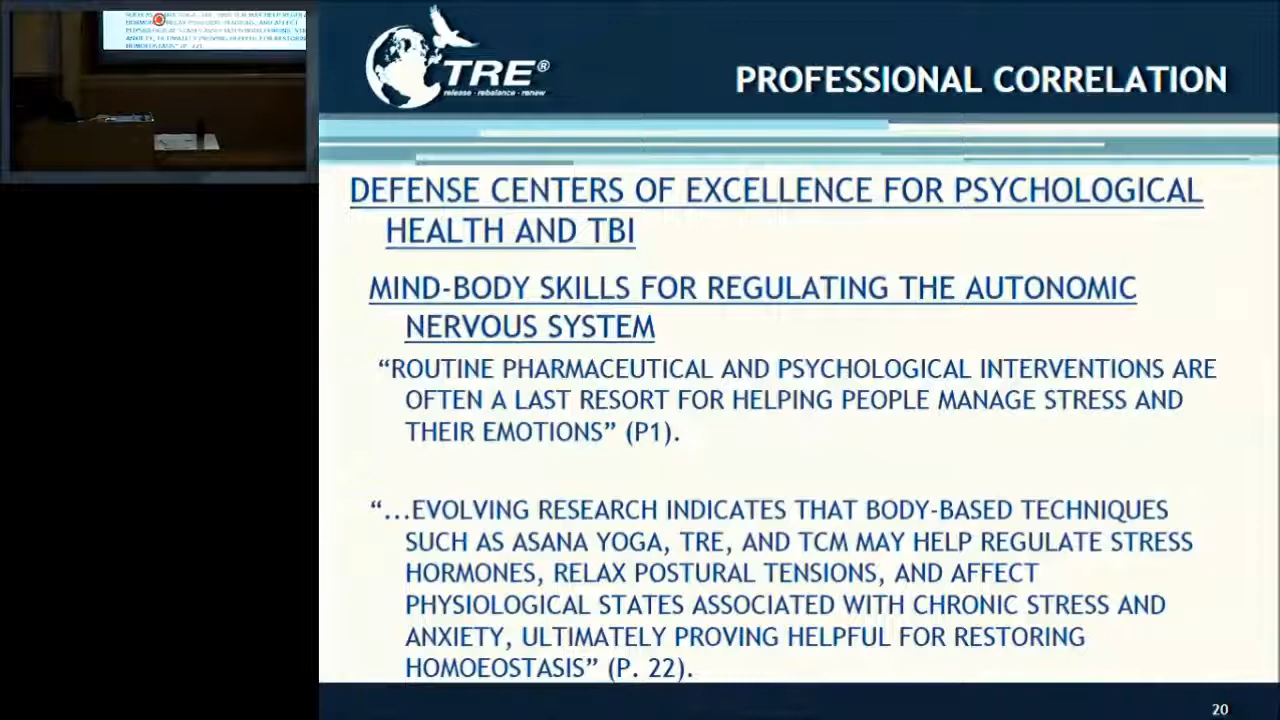 TRE®
release · rebalance · renew
PROFESSIONAL CORRELATION
DEFENSE CENTERS OF EXCELLENCE FOR PSYCHOLOGICAL
HEALTH AND TBI
MIND-BODY SKILLS FOR REGULATING THE AUTONOMIC
NERVOUS SYSTEM
“ROUTINE PHARMACEUTICAL AND PSYCHOLOGICAL INTERVENTIONS ARE
OFTEN A LAST RESORT FOR HELPING PEOPLE MANAGE STRESS AND
THEIR EMOTIONS” (P1).
“...EVOLVING RESEARCH INDICATES THAT BODY-BASED TECHNIQUES
SUCH AS ASANA YOGA, TRE, AND TCM MAY HELP REGULATE STRESS
HORMONES, RELAX POSTURAL TENSIONS, AND AFFECT
PHYSIOLOGICAL STATES ASSOCIATED WITH CHRONIC STRESS AND
ANXIETY, ULTIMATELY PROVING HELPFUL FOR RESTORING
HOMOEOSTASIS” (P. 22).
20